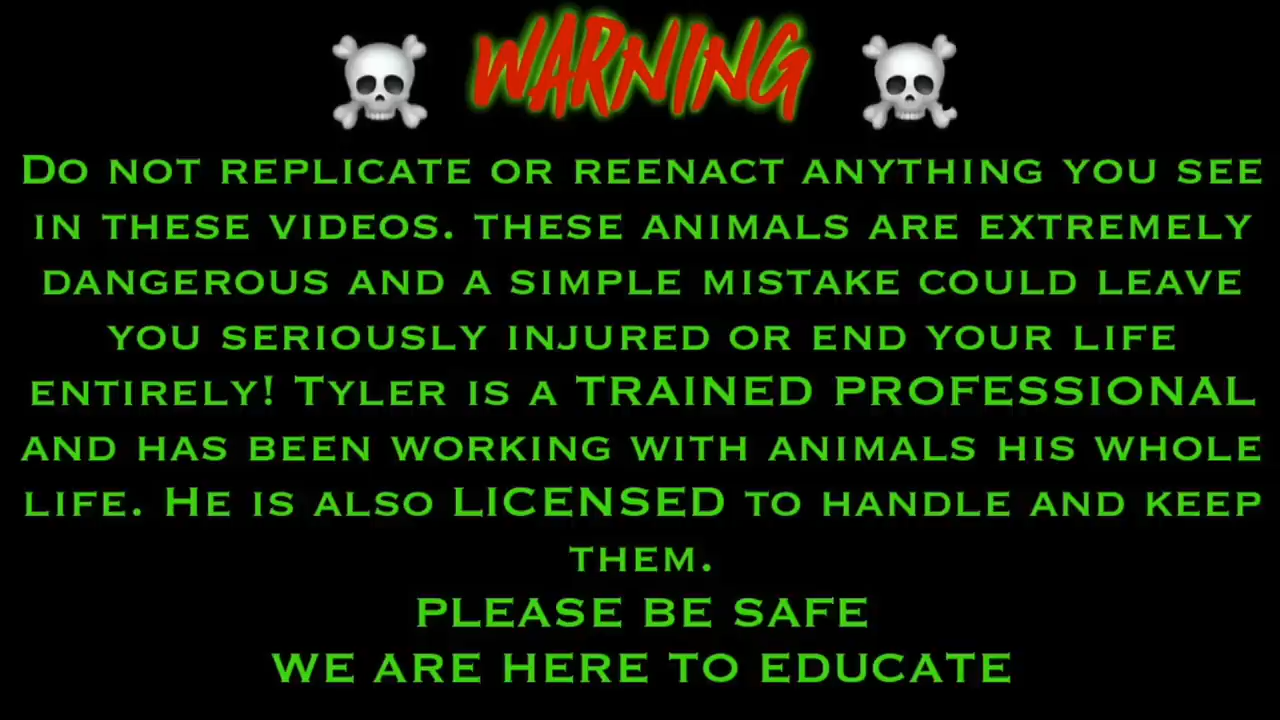 WARNING
Do not replicate or reenact anything you see
in these videos. these animals are extremely
dangerous and a simple mistake could leave
you seriously injured or end your life
entirely! Tyler is a TRAINED PROFESSIONAL
and has been working with animals his whole
life. He is also LICENSED to handle and keep
them.
PLEASE BE SAFE
WE ARE HERE TO EDUCATE